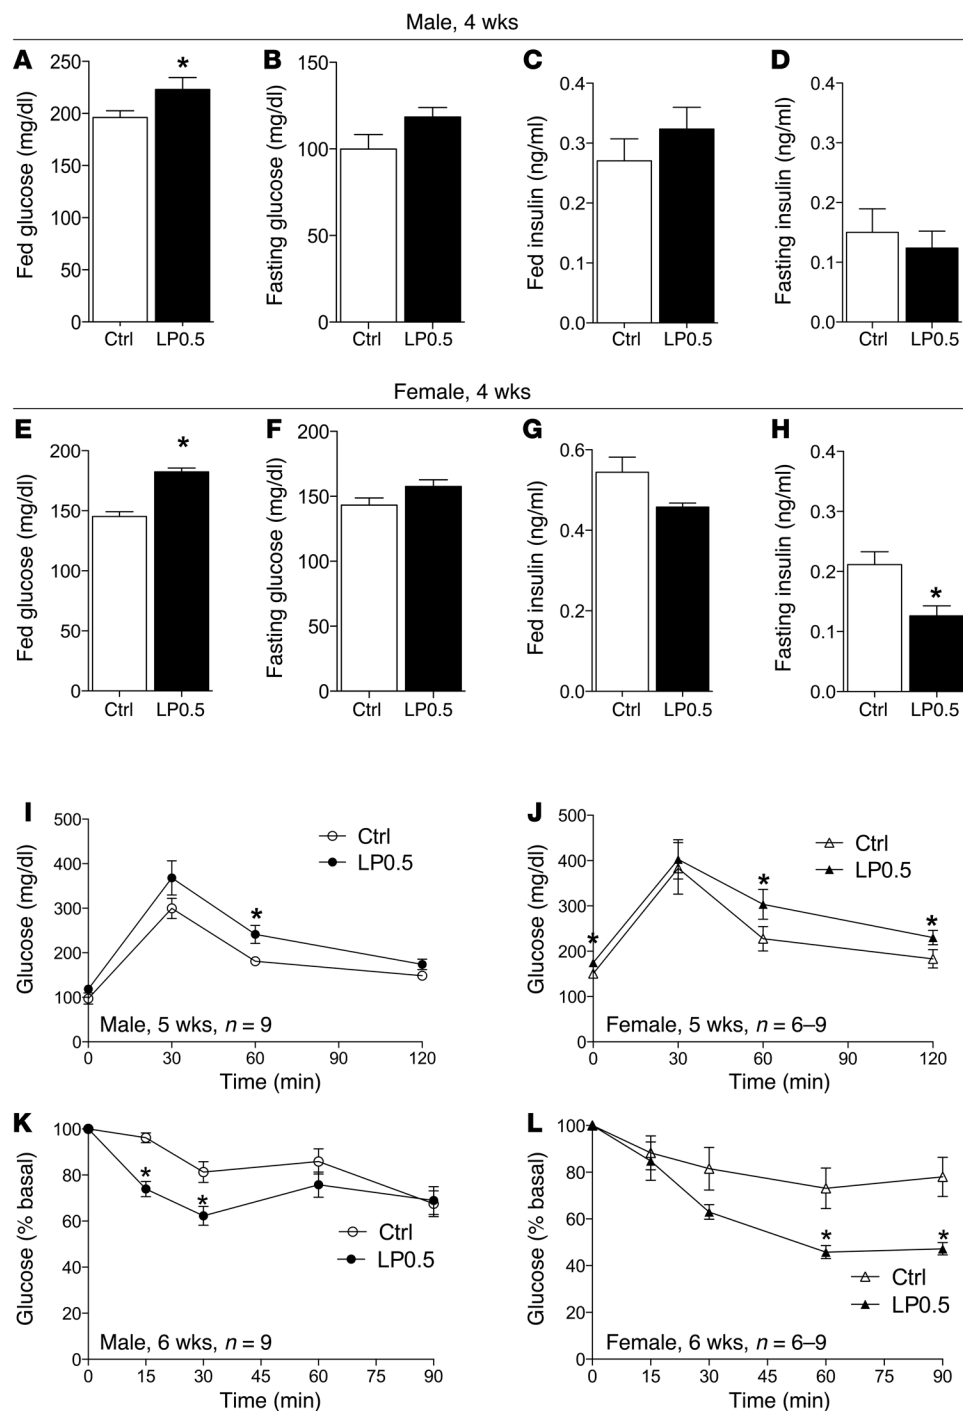 Male, 4 wks
A
Fed glucose (mg/dl)
250
200
150
100
50
0
*
Ctrl LP0.5
B
Fasting glucose (mg/dl)
150
100
50
0
Ctrl LP0.5
C
Fed insulin (ng/ml)
0.4
0.3
0.2
0.1
0.0
Ctrl LP0.5
D
Fasting insulin (ng/ml)
0.4
0.3
0.2
0.1
0.0
Ctrl LP0.5
Female, 4 wks
E
Fed glucose (mg/dl)
200
150
100
50
0
*
Ctrl LP0.5
F
Fasting glucose (mg/dl)
200
150
100
50
0
Ctrl LP0.5
G
Fed insulin (ng/ml)
0.6
0.4
0.2
0.0
Ctrl LP0.5
H
Fasting insulin (ng/ml)
0.4
0.3
0.2
0.1
0.0
*
Ctrl LP0.5
I
Glucose (mg/dl)
500
400
300
200
100
0
Ctrl
LP0.5
*
Male, 5 wks, n = 9
0 30 60 90 120
Time (min)
J
Glucose (mg/dl)
500
400
300
200
100
0
Ctrl
LP0.5
* * *
Female, 5 wks, n = 6–9
0 30 60 90 120
Time (min)
K
Glucose (% basal)
100
80
60
40
20
0
* *
Ctrl
LP0.5
Male, 6 wks, n = 9
0 15 30 45 60 75 90
Time (min)
L
Glucose (% basal)
100
80
60
40
20
0
* *
Ctrl
LP0.5
Female, 6 wks, n = 6–9
0 15 30 45 60 75 90
Time (min)